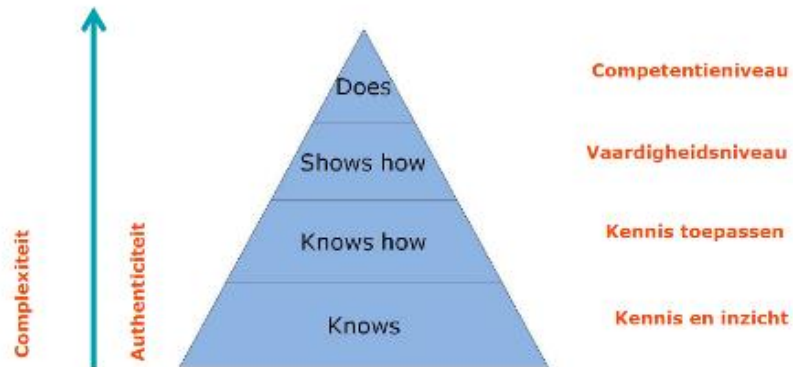 Does
Competentieniveau
Shows how
Vaardigheidsniveau
Knows how
Kennis toepassen
Knows
Kennis en inzicht
Complexiteit
Authenticiteit